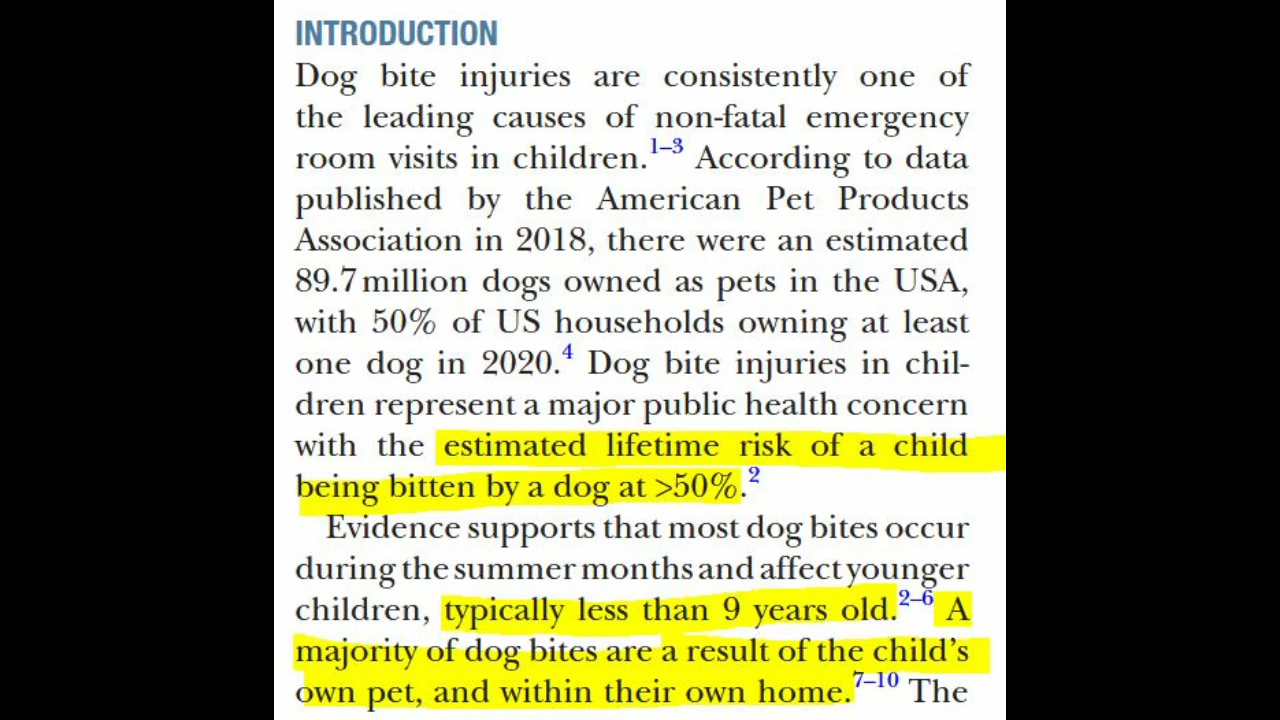 INTRODUCTION
Dog bite injuries are consistently one of
the leading causes of non-fatal emergency
room visits in children.1–3 According to data
published by the American Pet Products
Association in 2018, there were an estimated
89.7 million dogs owned as pets in the USA,
with 50% of US households owning at least
one dog in 2020.4 Dog bite injuries in chil-
dren represent a major public health concern
with the estimated lifetime risk of a child
being bitten by a dog at >50%.2
Evidence supports that most dog bites occur
during the summer months and affect younger
children, typically less than 9 years old.2–6 A
majority of dog bites are a result of the child’s
own pet, and within their own home.7–10 The